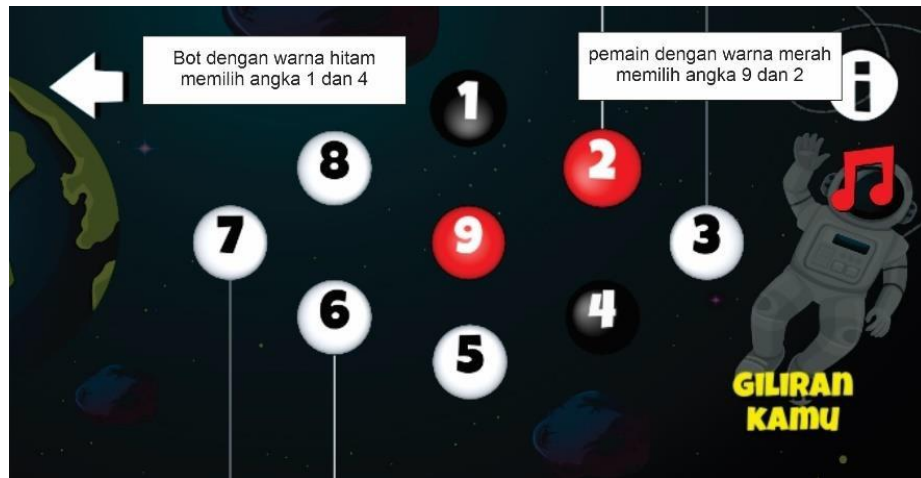 Bot dengan warna hitam
memilih angka 1 dan 4
pemain dengan warna merah
memilih angka 9 dan 2
i
1
8
2
7
9
3
6
4
5
GILIRAN
KAMU